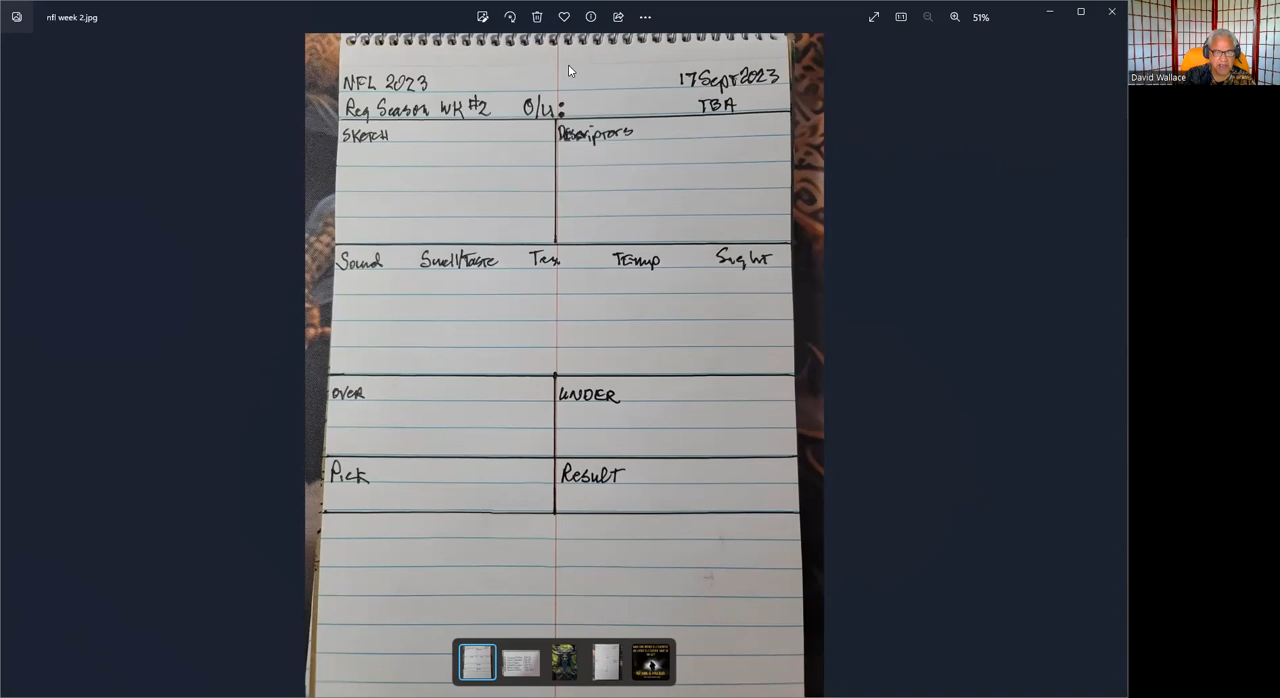 nfl week 2.jpg
51%
David Wallace
NFL 2023
17 Sept 2023
Reg Season WK #2 O/U:
TBA
SKETCH
Descriptors
Sound Smell/Taste Tex TEmp Sight
OVER
UNDER
Pick
Result